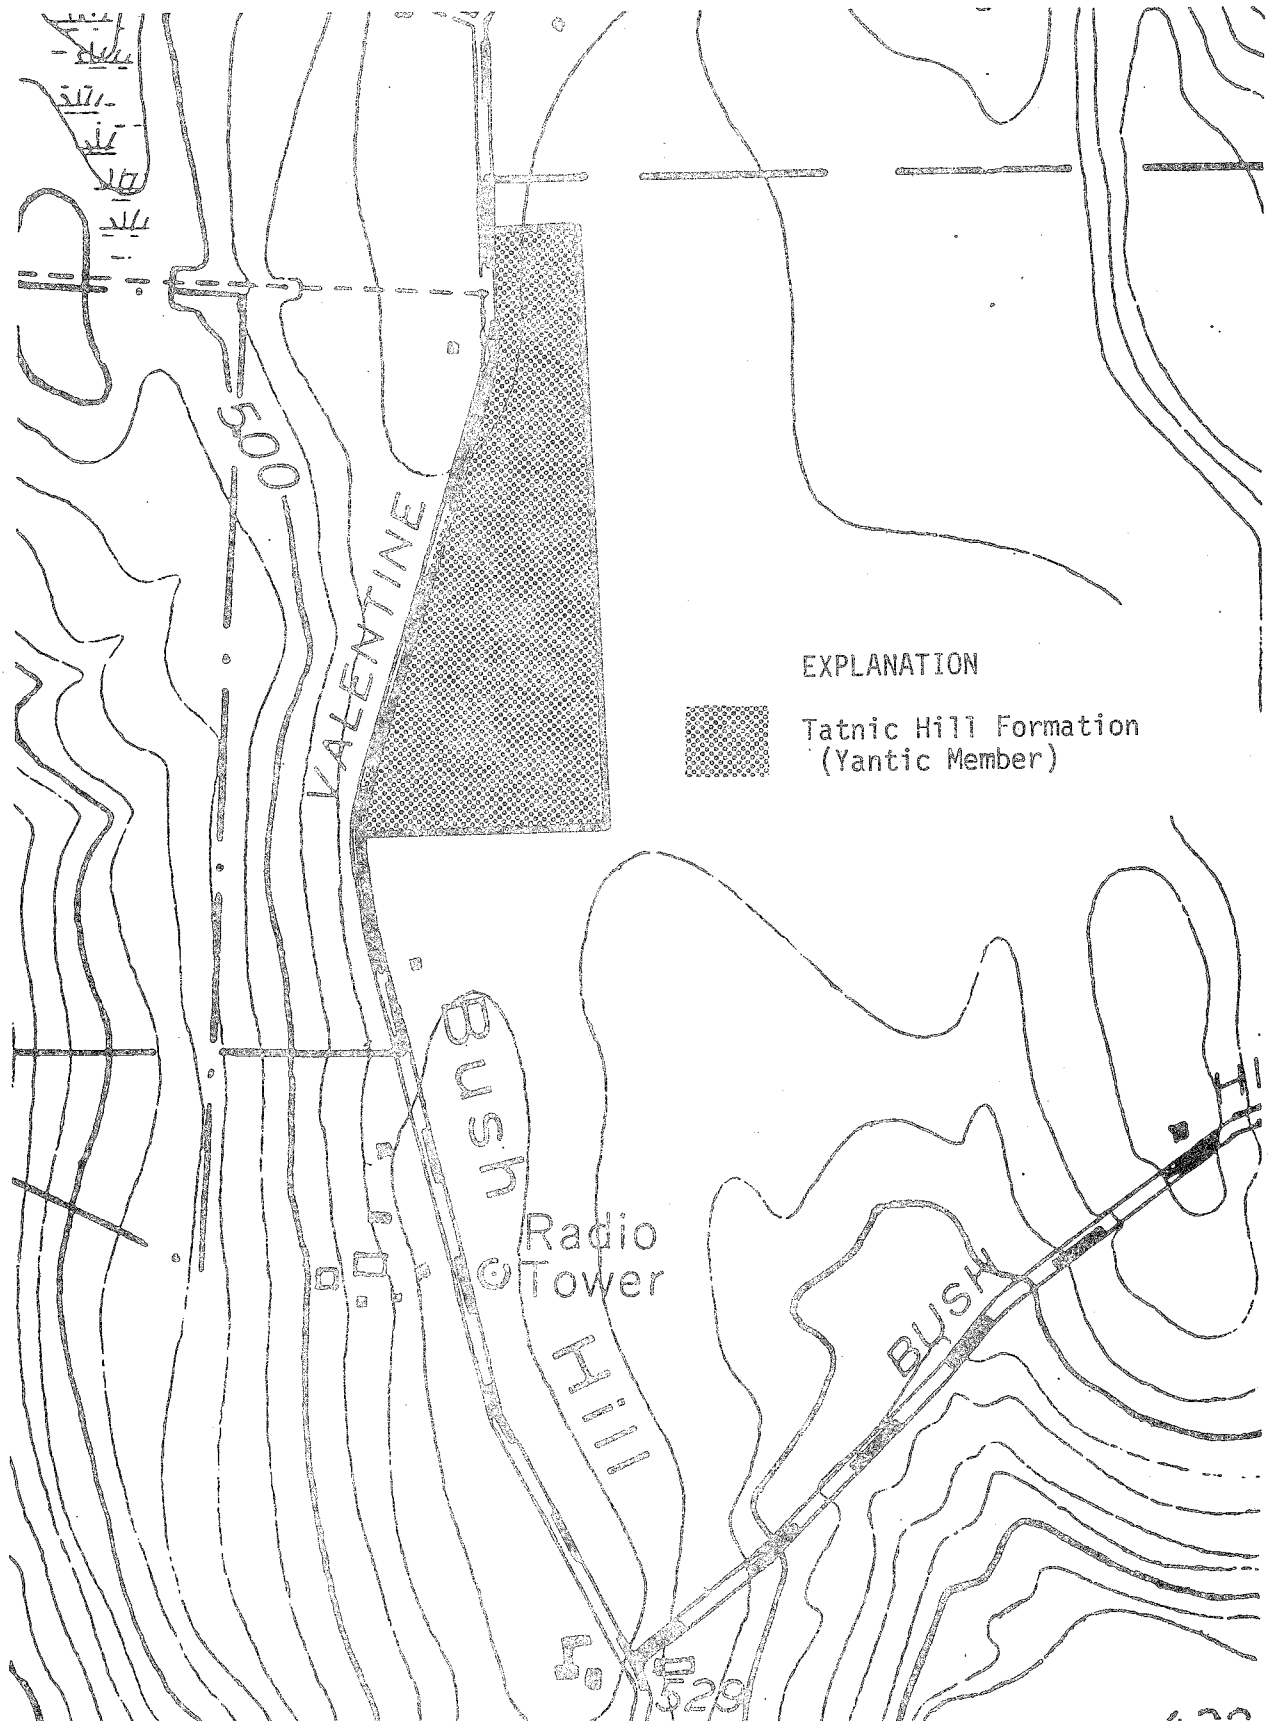 500
VALENTINE
EXPLANATION
Tatnic Hill Formation
(Yantic Member)
Bush
Hill
Radio
Tower
BUSH
529